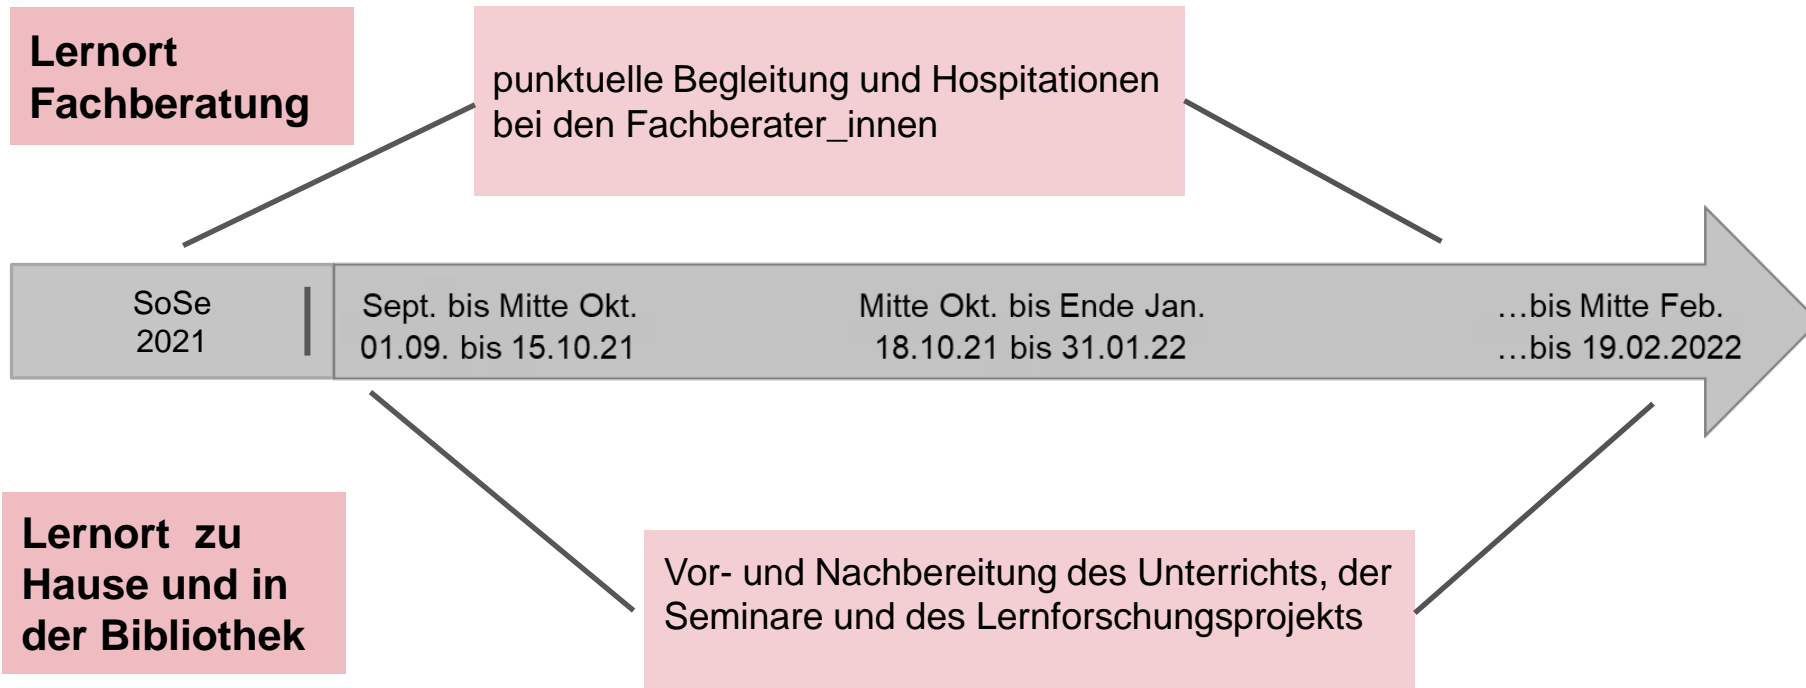 Lernort
Fachberatung
punktuelle Begleitung und Hospitationen
bei den Fachberater_innen
SoSe
2021
Sept. bis Mitte Okt.
01.09. bis 15.10.21
Mitte Okt. bis Ende Jan.
18.10.21 bis 31.01.22
…bis Mitte Feb.
…bis 19.02.2022
Lernort  zu
Hause und in
der Bibliothek
Vor- und Nachbereitung des Unterrichts, der
Seminare und des Lernforschungsprojekts